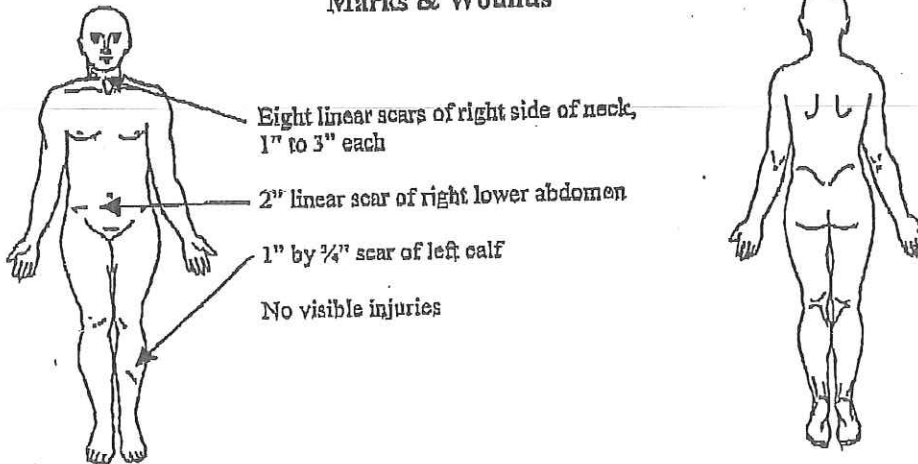 Marks & Wounds
Eight linear scars of right side of neck,
1" to 3" each
2" linear scar of right lower abdomen
1" by ¾" scar of left calf
No visible injuries